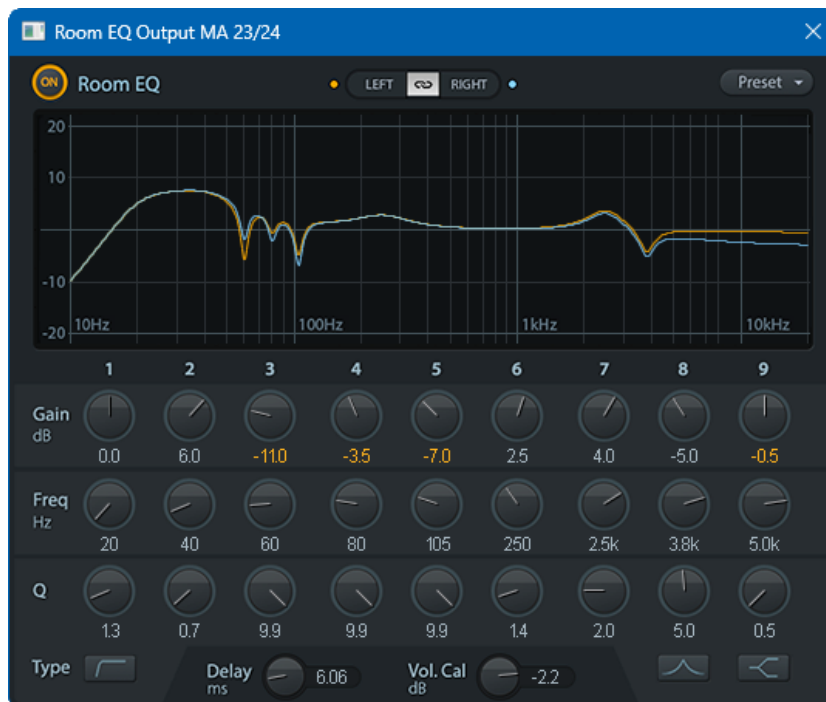 Room EQ Output MA 23/24
ON Room EQ LEFT RIGHT Preset
20
10
0
-10
-20 10Hz 100Hz 1kHz 10kHz
1 2 3 4 5 6 7 8 9
Gain
dB
0.0 6.0 -11.0 -3.5 -7.0 2.5 4.0 -5.0 -0.5
Freq
Hz
20 40 60 80 105 250 2.5k 3.8k 5.0k
Q
1.3 0.7 9.9 9.9 9.9 1.4 2.0 5.0 0.5
Type Delay
ms 6.06 Vol. Cal
dB -2.2